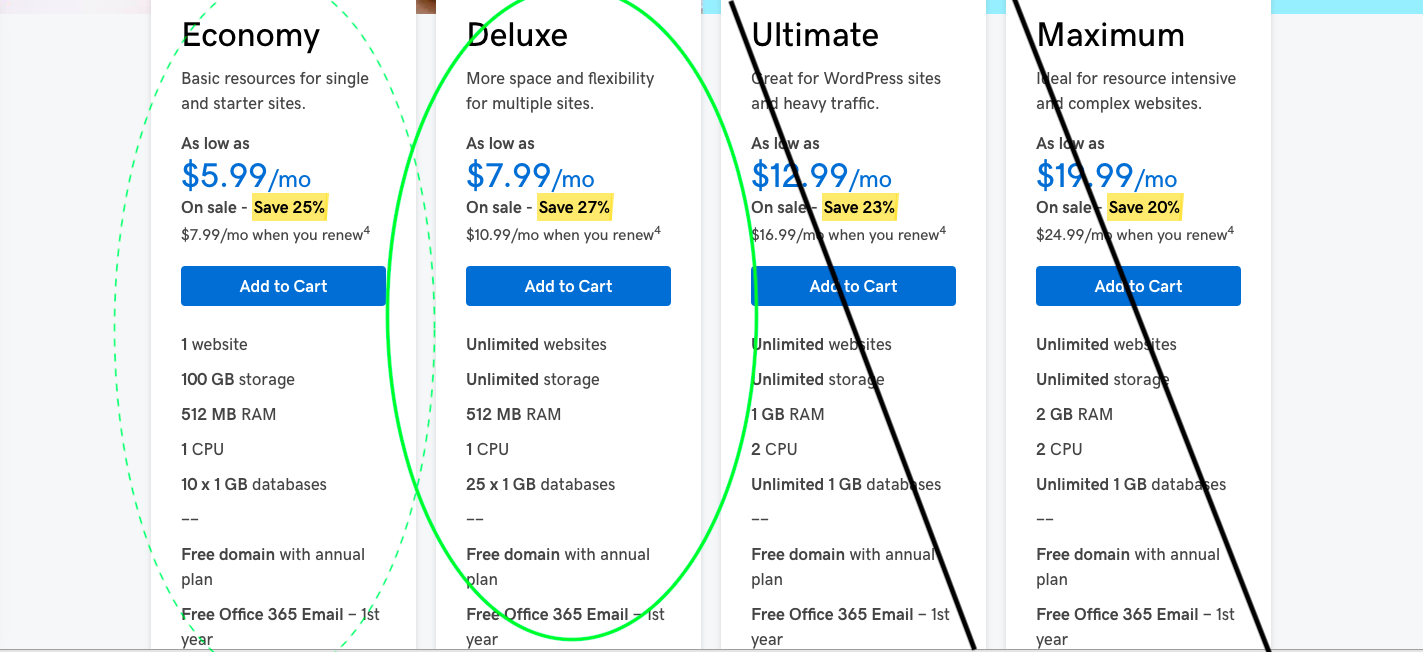 Economy
Basic resources for single
and starter sites.
As low as
$5.99/mo
On sale - Save 25%
$7.99/mo when you renew4
Add to Cart
1 website
100 GB storage
512 MB RAM
1 CPU
10 x 1 GB databases
––
Free domain with annual
plan
Free Office 365 Email – 1st
year
Deluxe
More space and flexibility
for multiple sites.
As low as
$7.99/mo
On sale - Save 27%
$10.99/mo when you renew4
Add to Cart
Unlimited websites
Unlimited storage
512 MB RAM
1 CPU
25 x 1 GB databases
––
Free domain with annual
plan
Free Office 365 Email – 1st
year
Ultimate
Great for WordPress sites
and heavy traffic.
As low as
$12.99/mo
On sale - Save 23%
$16.99/mo when you renew4
Add to Cart
Unlimited websites
Unlimited storage
1 GB RAM
2 CPU
Unlimited 1 GB databases
––
Free domain with annual
plan
Free Office 365 Email – 1st
year
Maximum
Ideal for resource intensive
and complex websites.
As low as
$19.99/mo
On sale - Save 20%
$24.99/mo when you renew4
Add to Cart
Unlimited websites
Unlimited storage
2 GB RAM
2 CPU
Unlimited 1 GB databases
––
Free domain with annual
plan
Free Office 365 Email – 1st
year